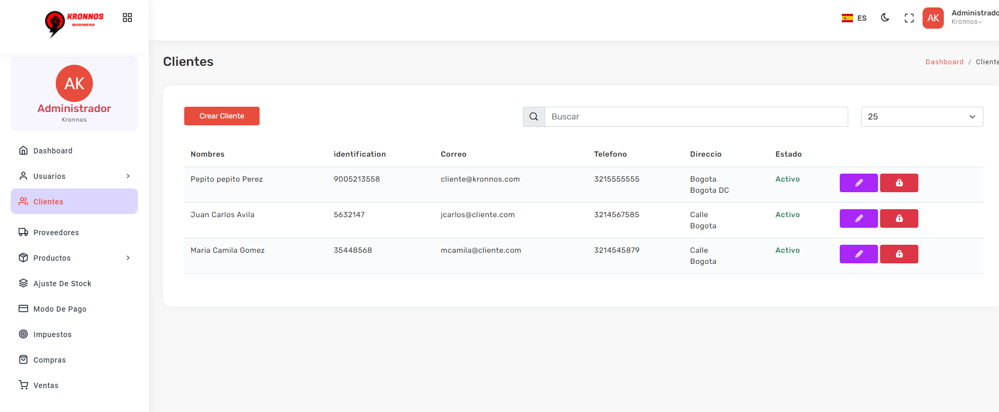 KRONNOS
BUSINESS
ES
AK
Administrado
Kronnos
AK
Administrador
Kronnos
Dashboard
Usuarios
Clientes
Proveedores
Productos
Ajuste De Stock
Modo De Pago
Impuestos
Compras
Ventas
Clientes
Dashboard / Cliente
Crear Cliente
Buscar
25
Nombres identification Correo Telefono Direccio Estado
Pepito pepito Perez 9005213558 cliente@kronnos.com 3215555555 Bogota Activo
Bogota DC
Juan Carlos Avila 5632147 jcarlos@cliente.com 3214567585 Calle Activo
Bogota
Maria Camila Gomez 35448568 mcamila@cliente.com 3214545879 Calle Activo
Bogota